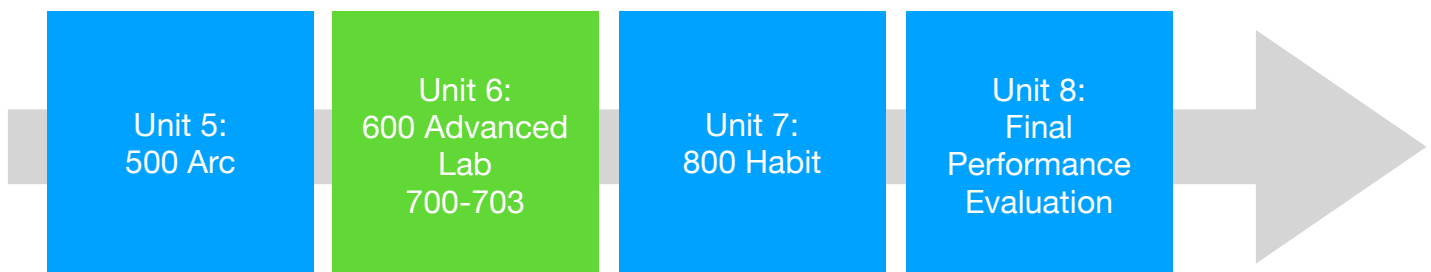 Unit 5:
500 Arc
Unit 6:
600 Advanced
Lab
700-703
Unit 7:
800 Habit
Unit 8:
Final
Performance
Evaluation